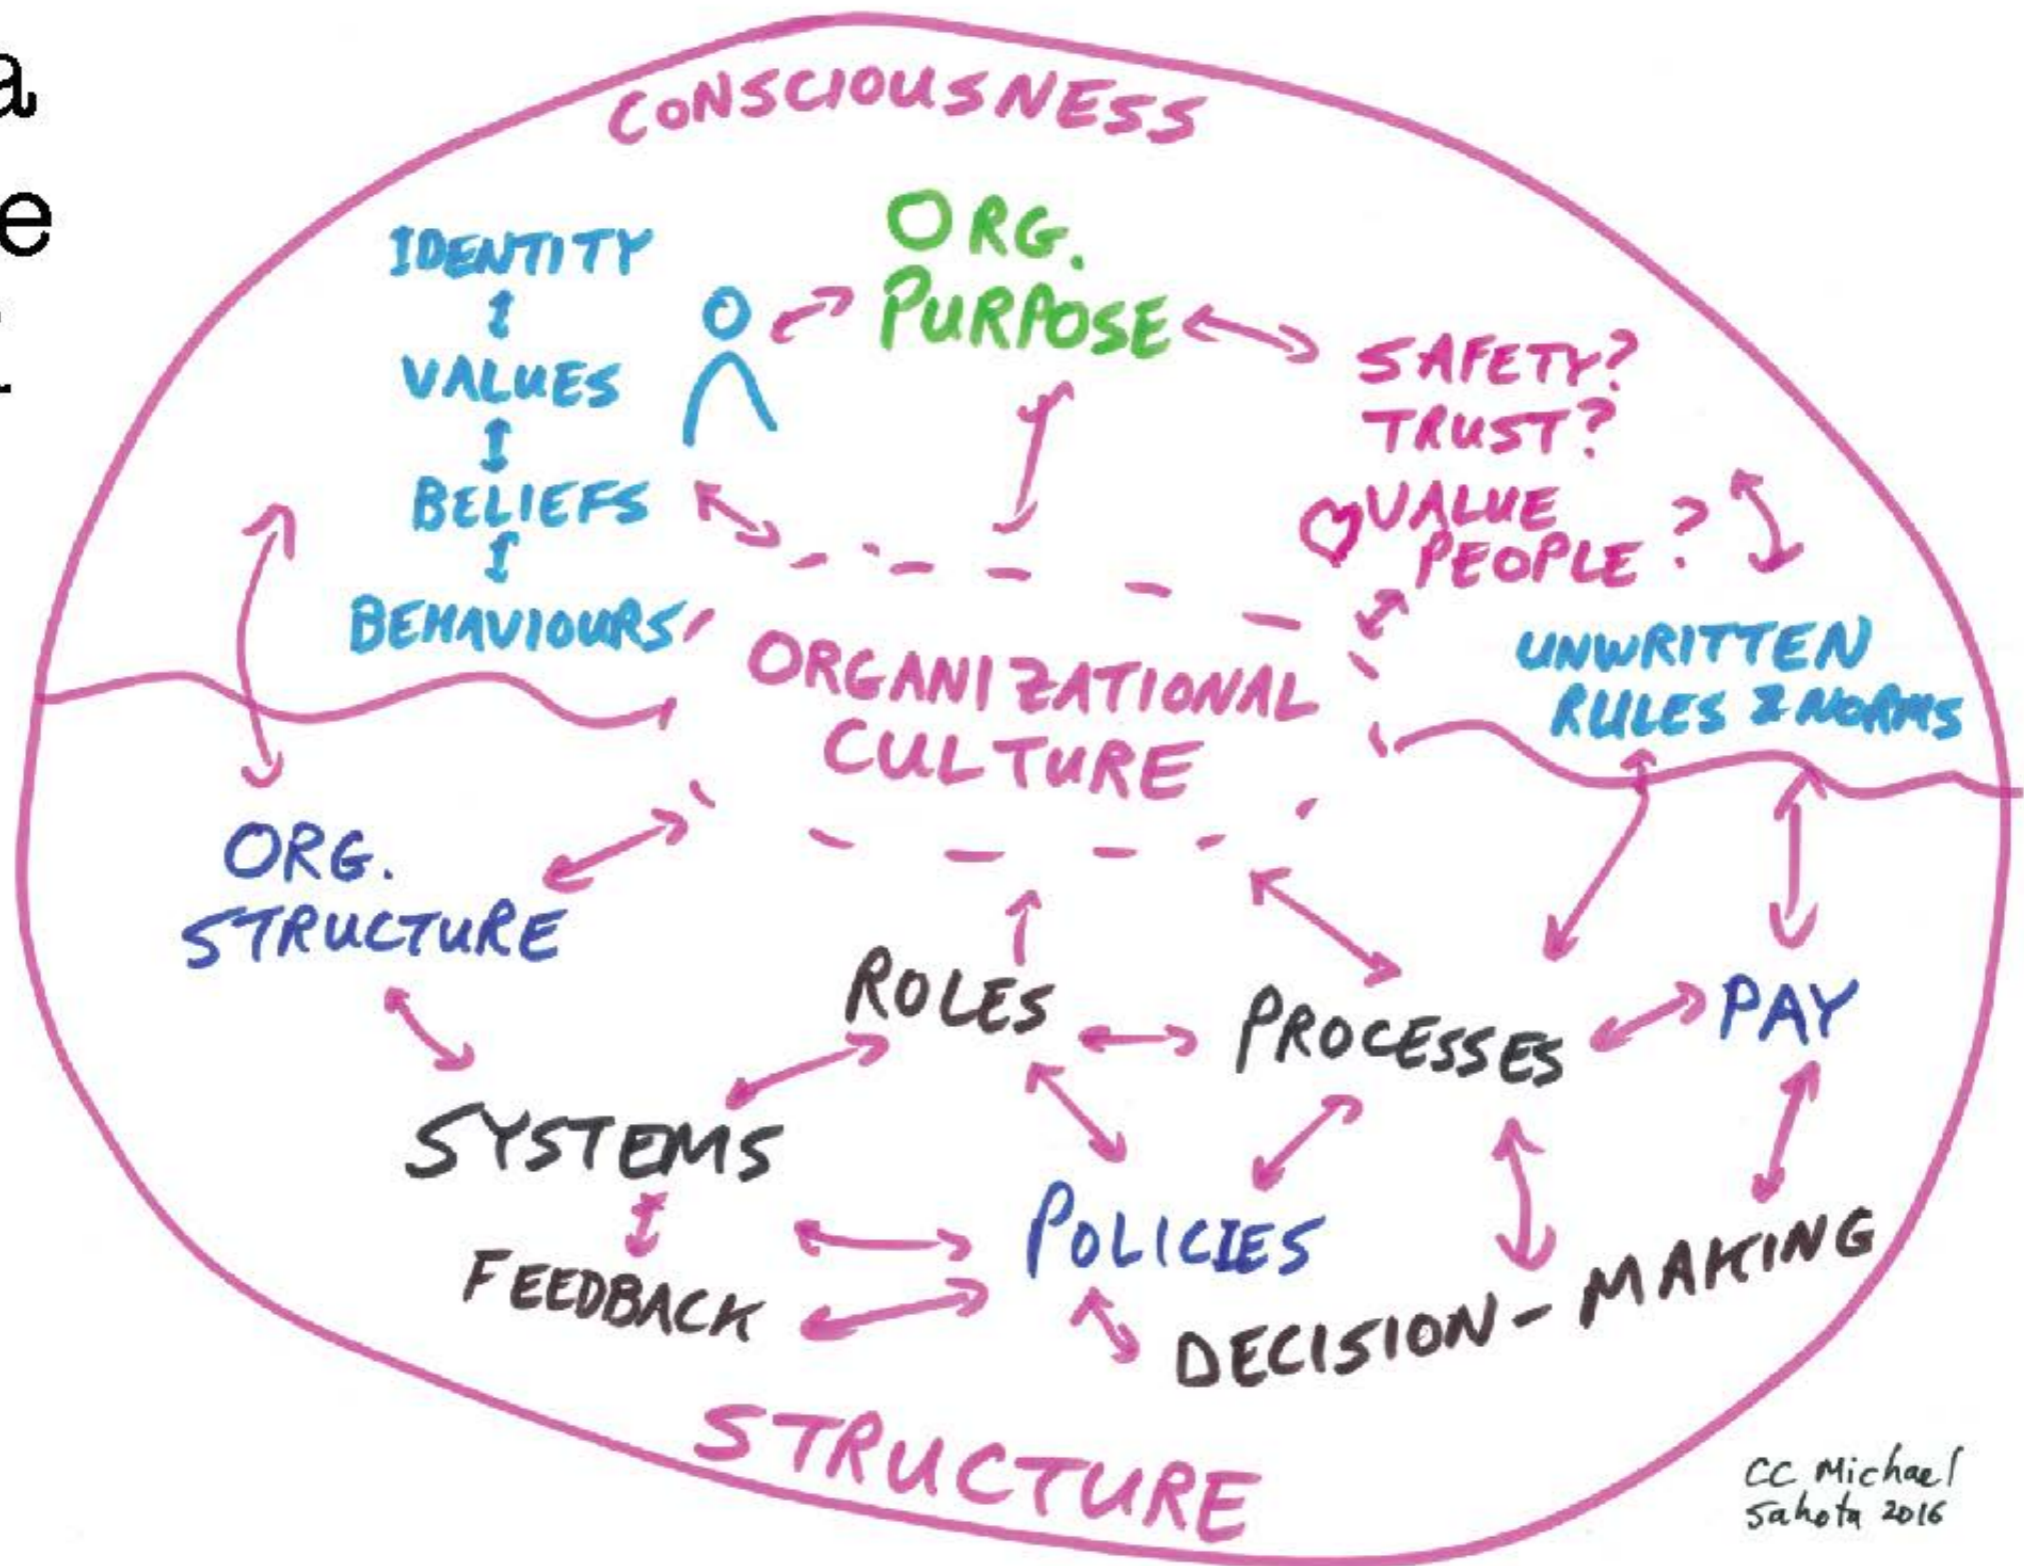 a
e
CONSCIOUSNESS
ORG.
PURPOSE
IDENTITY
VALUES
BELIEFS
BEHAVIOURS
SAFETY?
TRUST?
VALUE
PEOPLE?
UNWRITTEN
RULES & NORMS
ORGANIZATIONAL
CULTURE
ORG.
STRUCTURE
ROLES
PROCESSES
PAY
SYSTEMS
FEEDBACK
POLICIES
DECISION-MAKING
STRUCTURE
CC Michael
Sahota 2016